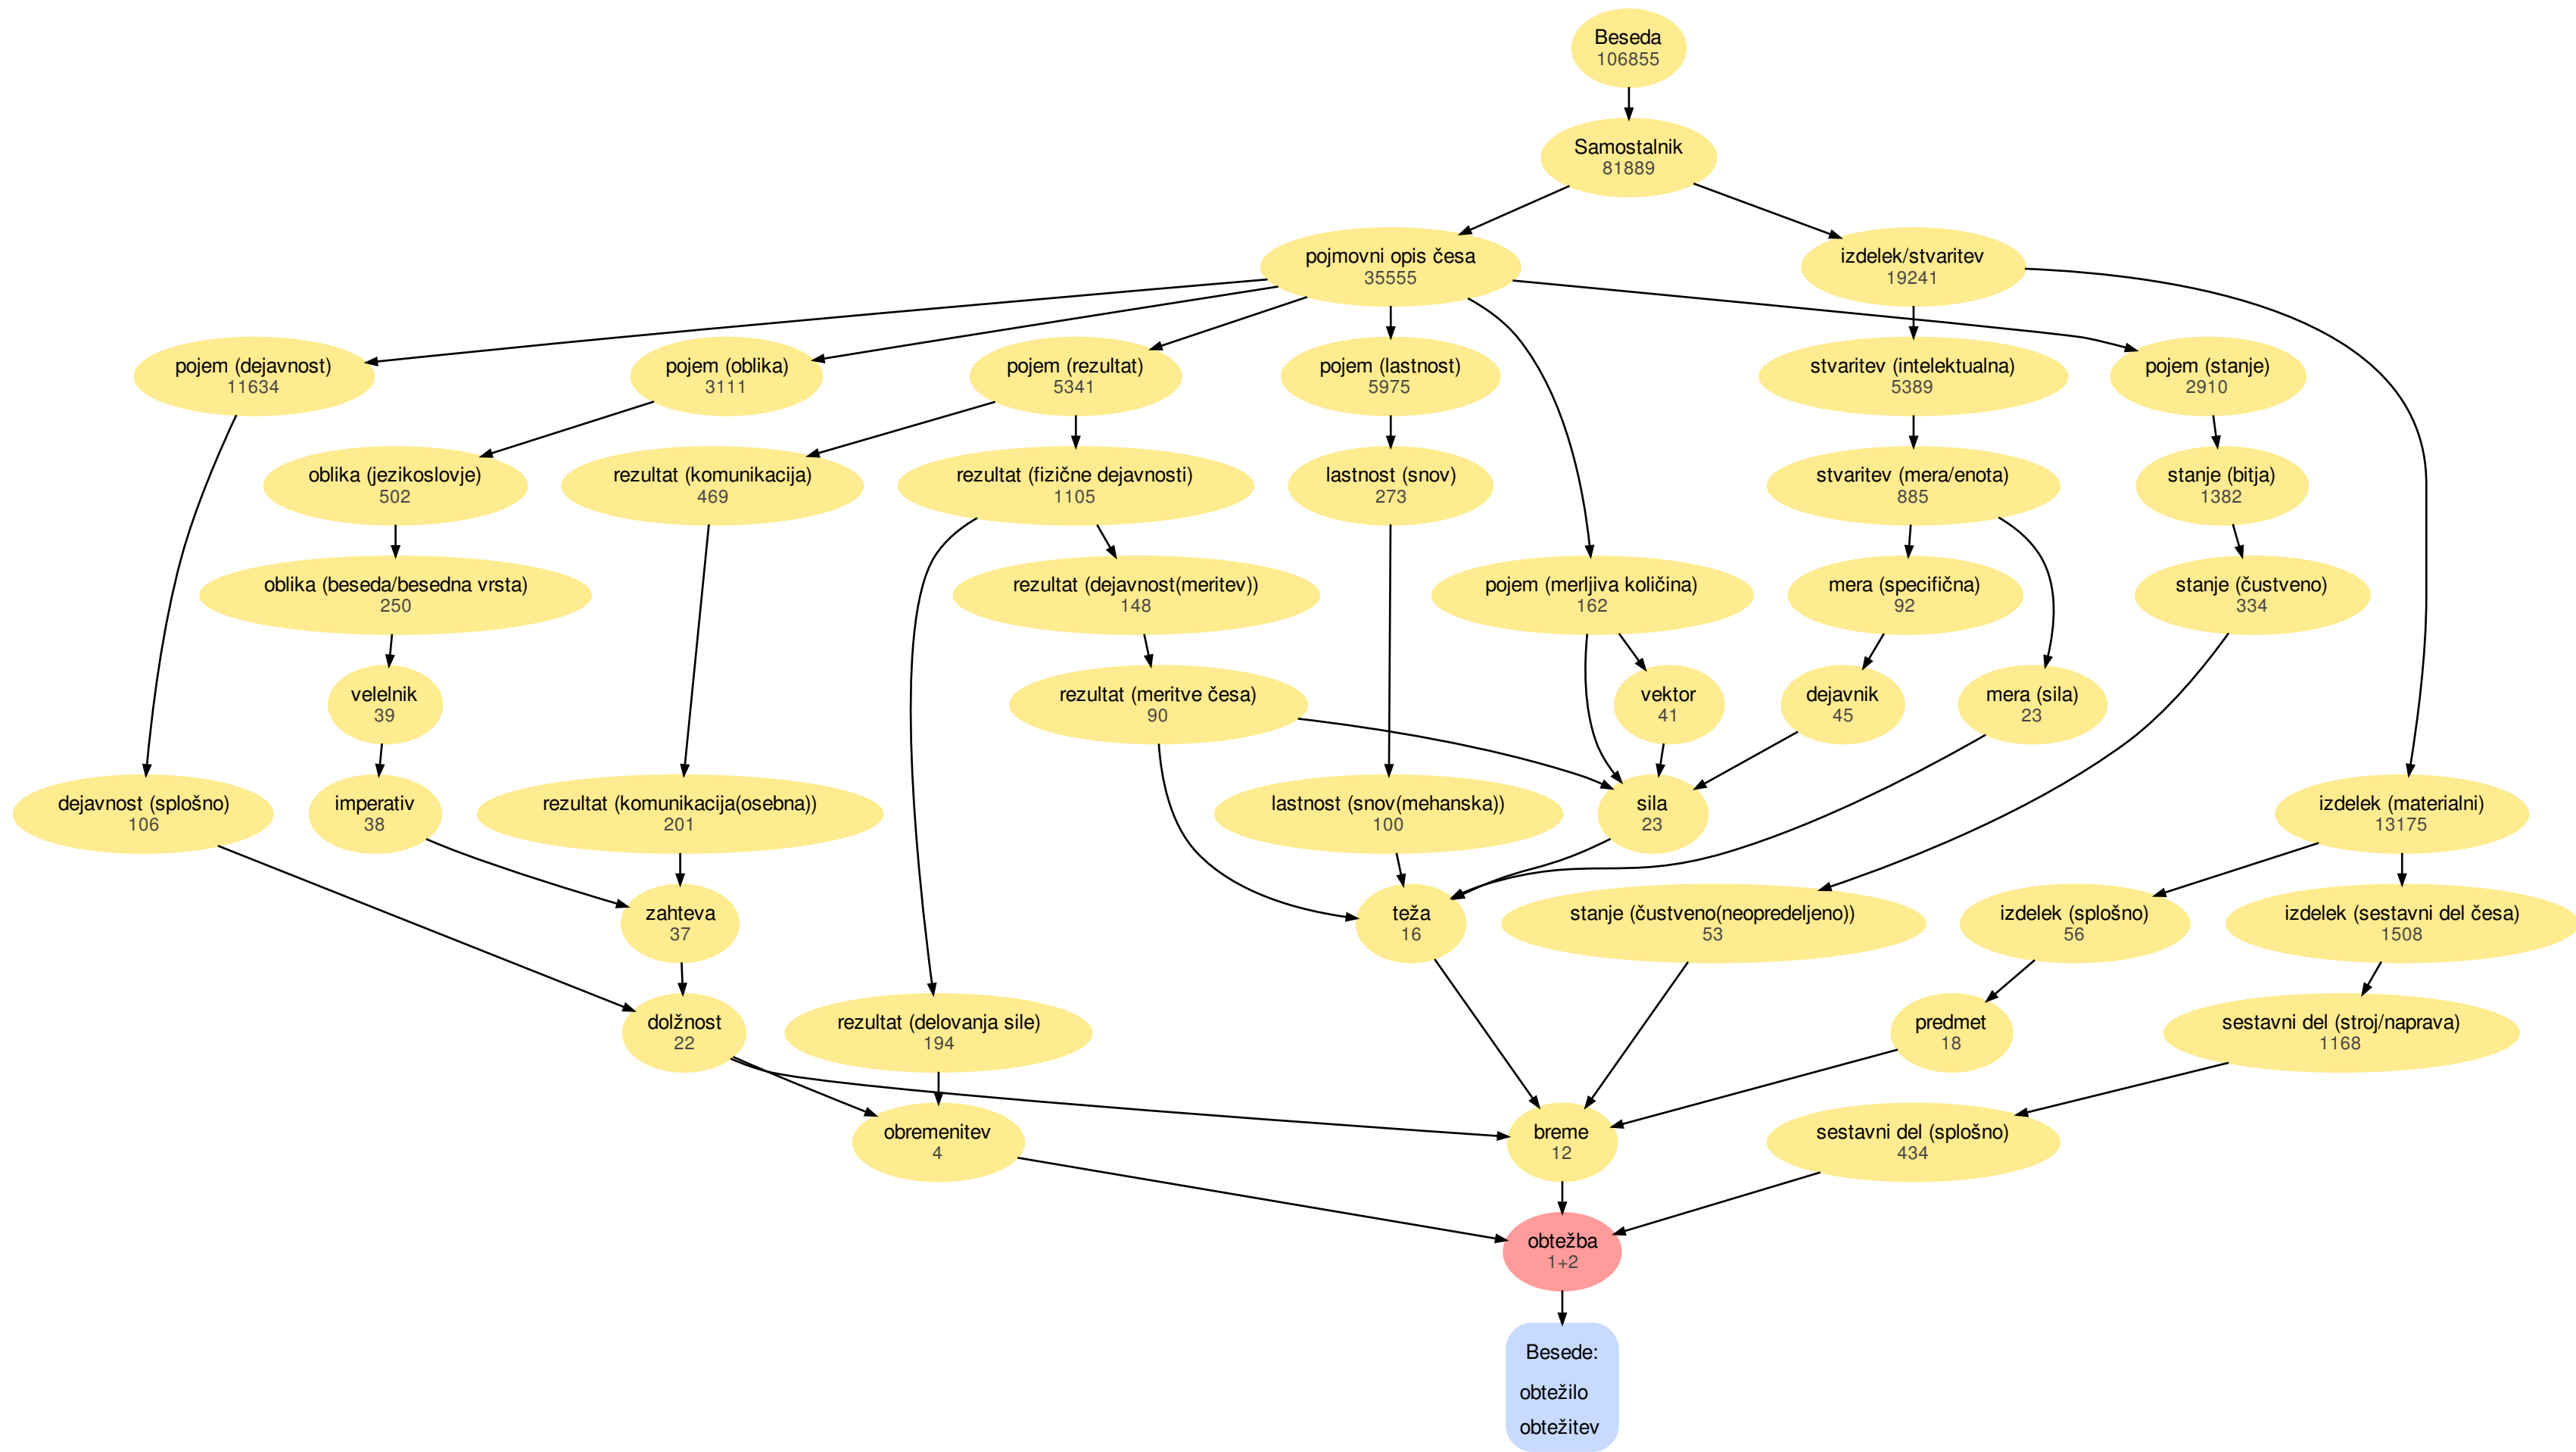 Beseda
106855
Samostalnik
81889
pojmovni opis česa
35555
izdelek/stvaritev
19241
pojem (dejavnost)
11634
pojem (oblika)
3111
pojem (rezultat)
5341
pojem (lastnost)
5975
stvaritev (intelektualna)
5389
pojem (stanje)
2910
oblika (jezikoslovje)
502
rezultat (komunikacija)
469
rezultat (fizične dejavnosti)
1105
lastnost (snov)
273
stvaritev (mera/enota)
885
stanje (bitja)
1382
oblika (beseda/besedna vrsta)
250
rezultat (dejavnost(meritev))
148
pojem (merljiva količina)
162
mera (specifična)
92
stanje (čustveno)
334
velelnik
39
rezultat (meritve česa)
90
vektor
41
dejavnik
45
mera (sila)
23
dejavnost (splošno)
106
imperativ
38
rezultat (komunikacija(osebna))
201
lastnost (snov(mehanska))
100
sila
23
izdelek (materialni)
13175
zahteva
37
teža
16
stanje (čustveno(neopredeljeno))
53
izdelek (splošno)
56
izdelek (sestavni del česa)
1508
dolžnost
22
rezultat (delovanja sile)
194
predmet
18
sestavni del (stroj/naprava)
1168
obremenitev
4
breme
12
sestavni del (splošno)
434
obtežba
1+2
Besede:
obtežilo
obtežitev